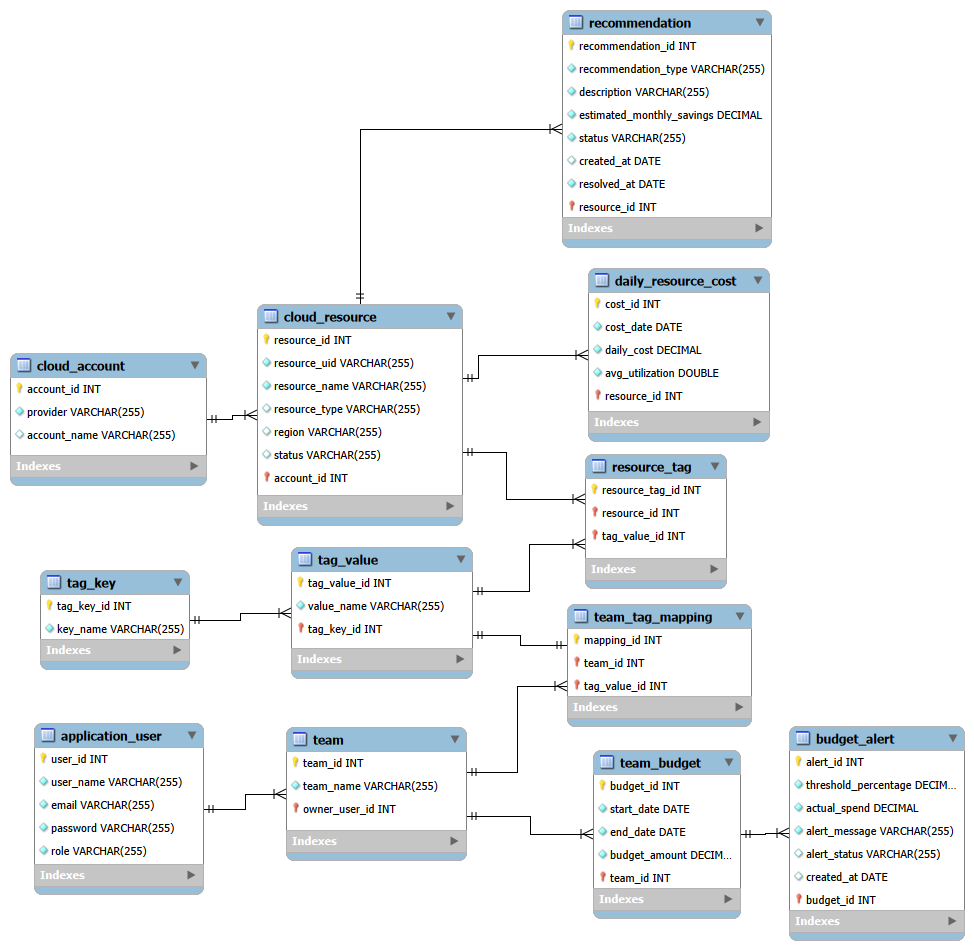 recommendation
recommendation_id INT
recommendation_type VARCHAR(255)
description VARCHAR(255)
estimated_monthly_savings DECIMAL
status VARCHAR(255)
created_at DATE
resolved_at DATE
resource_id INT
Indexes
daily_resource_cost
cost_id INT
cost_date DATE
daily_cost DECIMAL
avg_utilization DOUBLE
resource_id INT
Indexes
cloud_resource
resource_id INT
resource_uid VARCHAR(255)
resource_name VARCHAR(255)
resource_type VARCHAR(255)
region VARCHAR(255)
status VARCHAR(255)
account_id INT
Indexes
cloud_account
account_id INT
provider VARCHAR(255)
account_name VARCHAR(255)
Indexes
resource_tag
resource_tag_id INT
resource_id INT
tag_value_id INT
Indexes
tag_value
tag_value_id INT
value_name VARCHAR(255)
tag_key_id INT
Indexes
tag_key
tag_key_id INT
key_name VARCHAR(255)
Indexes
team_tag_mapping
mapping_id INT
team_id INT
tag_value_id INT
Indexes
application_user
user_id INT
user_name VARCHAR(255)
email VARCHAR(255)
password VARCHAR(255)
role VARCHAR(255)
Indexes
team
team_id INT
team_name VARCHAR(255)
owner_user_id INT
Indexes
team_budget
budget_id INT
start_date DATE
end_date DATE
budget_amount DECIM...
team_id INT
Indexes
budget_alert
alert_id INT
threshold_percentage DECIM...
actual_spend DECIMAL
alert_message VARCHAR(255)
alert_status VARCHAR(255)
created_at DATE
budget_id INT
Indexes